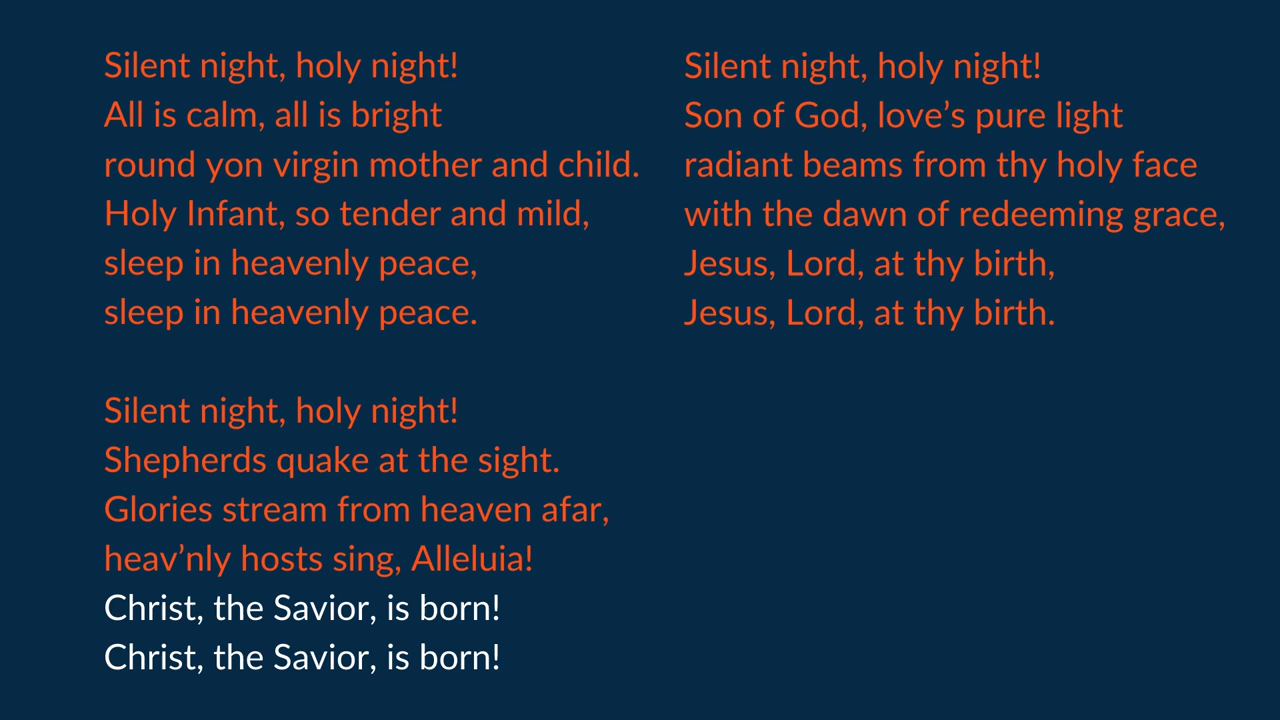 Silent night, holy night!
All is calm, all is bright
round yon virgin mother and child.
Holy Infant, so tender and mild,
sleep in heavenly peace,
sleep in heavenly peace.
Silent night, holy night!
Shepherds quake at the sight.
Glories stream from heaven afar,
heav’nly hosts sing, Alleluia!
Christ, the Savior, is born!
Christ, the Savior, is born!
Silent night, holy night!
Son of God, love’s pure light
radiant beams from thy holy face
with the dawn of redeeming grace,
Jesus, Lord, at thy birth,
Jesus, Lord, at thy birth.